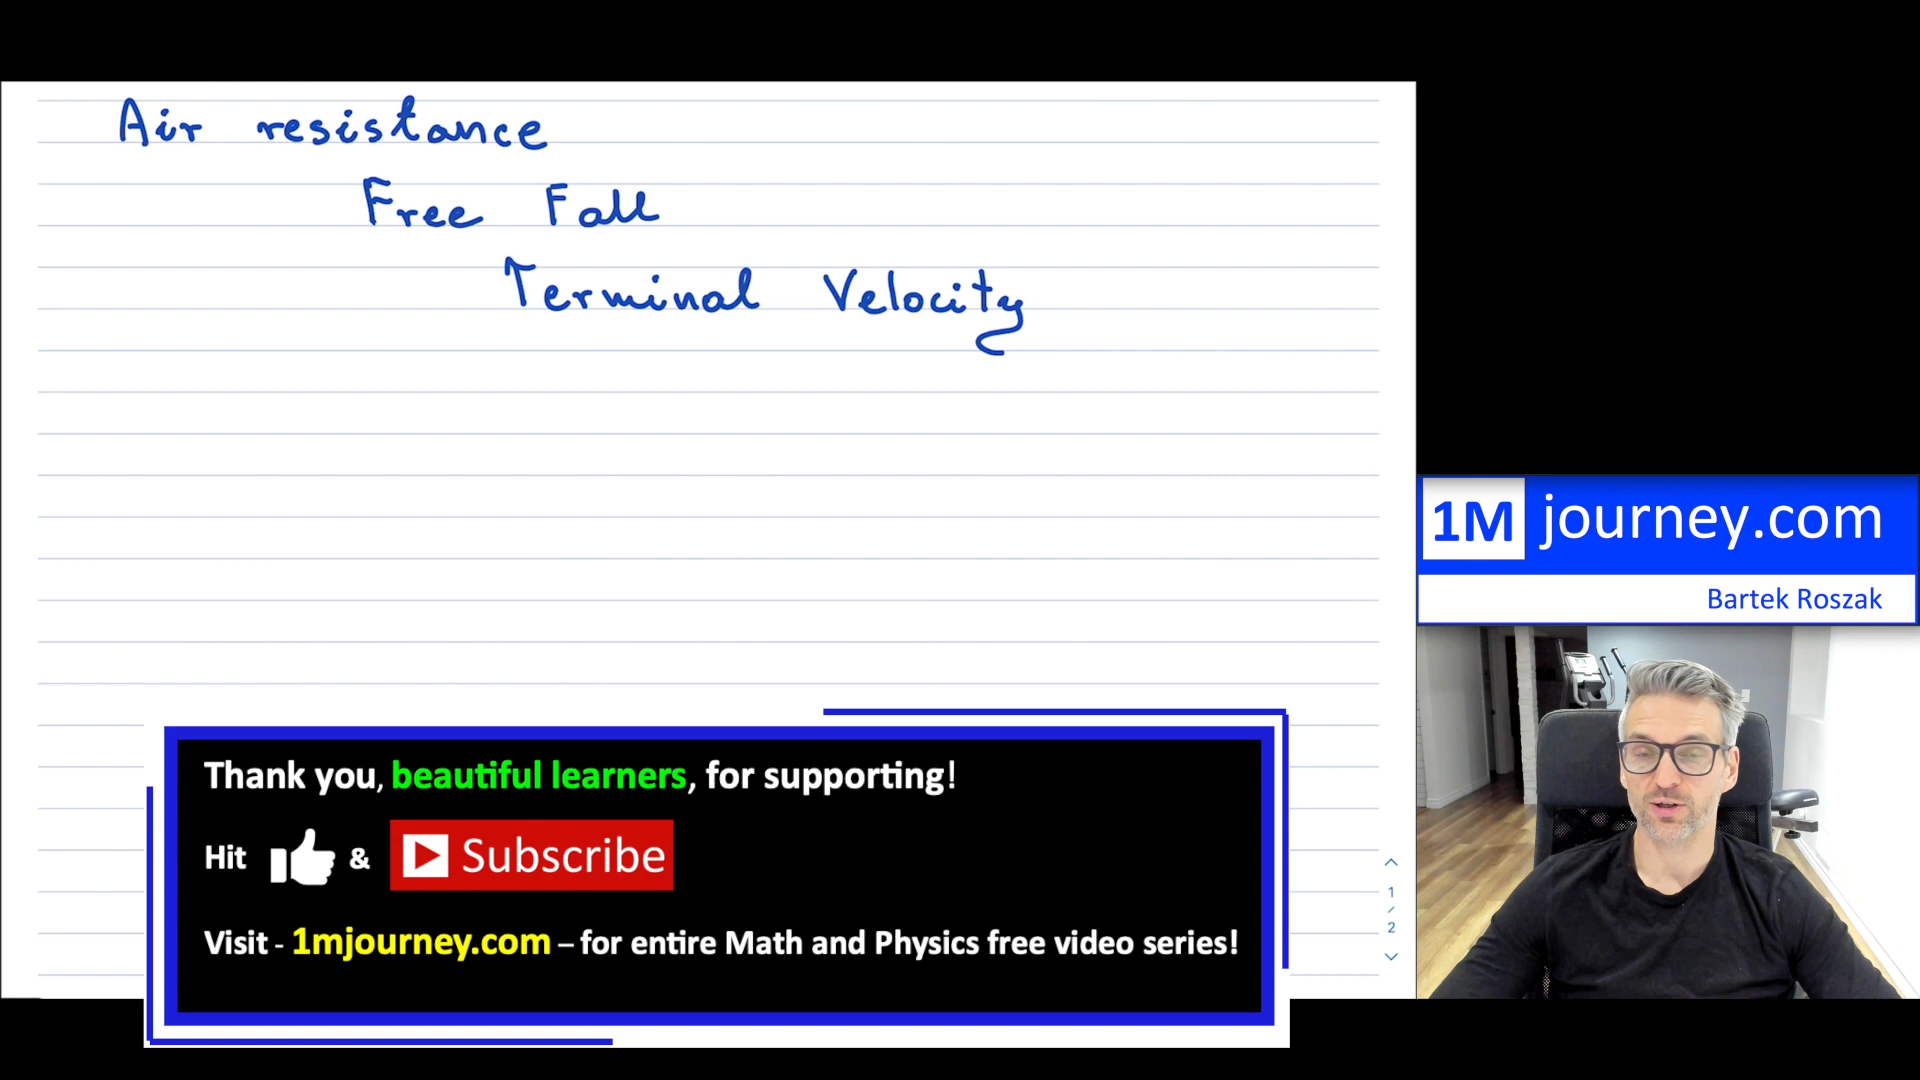 Air resistance
Free Fall
Terminal Velocity
1M journey.com
Bartek Roszak
Thank you, beautiful learners, for supporting!
Hit & Subscribe
Visit - 1mjourney.com – for entire Math and Physics free video series!
1
/
2